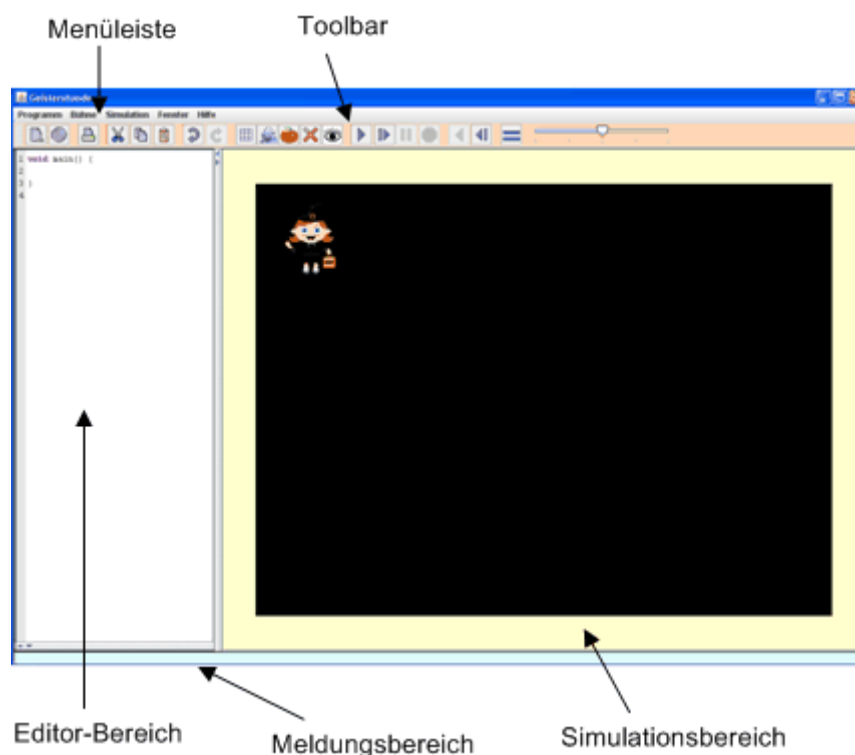 Menüleiste
Toolbar
Geisterstunde
Programm Bühne Simulation Fenster Hilfe
1 void main() {
2
3 }
4
Editor-Bereich
Meldungsbereich
Simulationsbereich